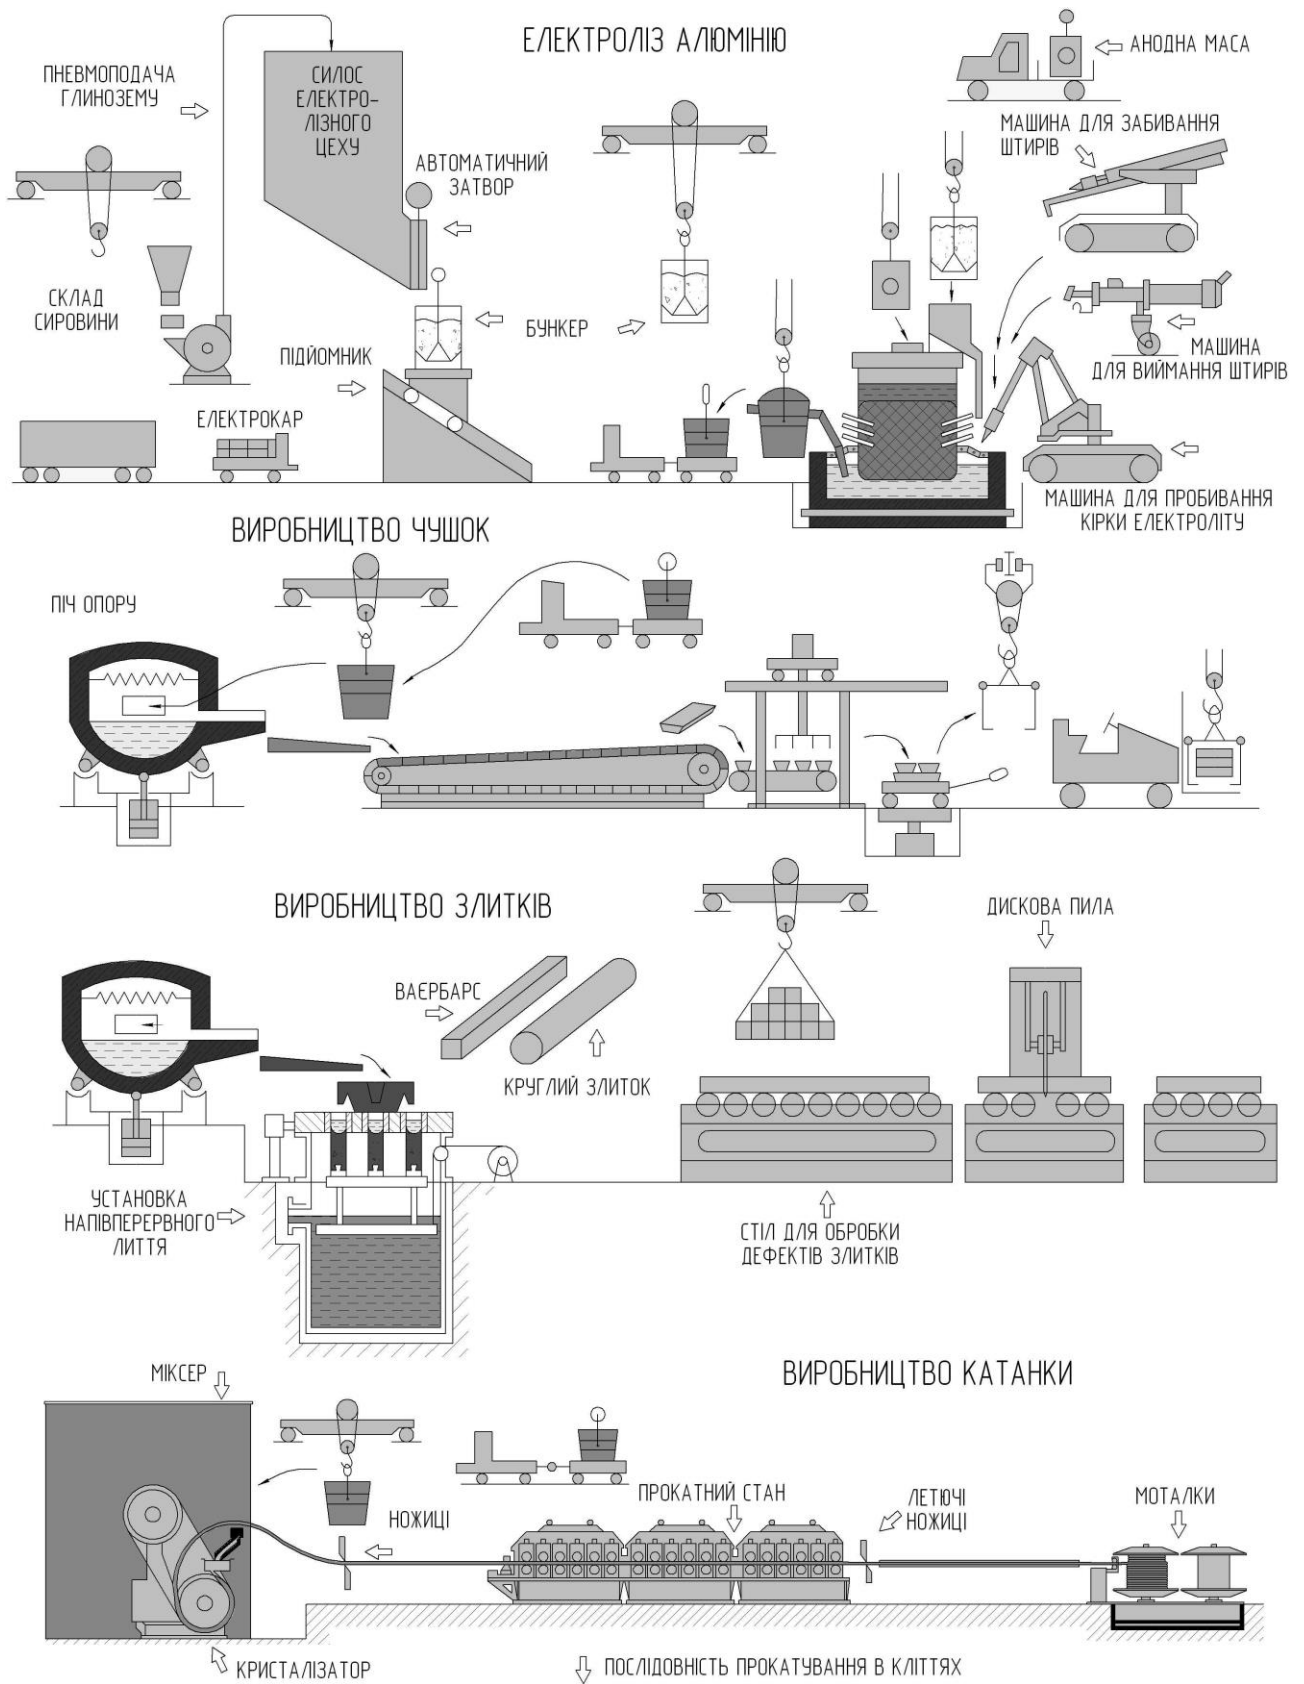 ЕЛЕКТРОЛІЗ АЛЮМІНІЮ
АНОДНА МАСА
ПНЕВМОПОДАЧА
ГЛИНОЗЕМУ
СИЛОС
ЕЛЕКТРО-
ЛІЗНОГО
ЦЕХУ
МАШИНА ДЛЯ ЗАБИВАННЯ
ШТИРІВ
АВТОМАТИЧНИЙ
ЗАТВОР
СКЛАД
СИРОВИНИ
БУНКЕР
ПІДЙОМНИК
МАШИНА
ДЛЯ ВИЙМАННЯ ШТИРІВ
ЕЛЕКТРОКАР
МАШИНА ДЛЯ ПРОБИВАННЯ
КІРКИ ЕЛЕКТРОЛІТУ
ВИРОБНИЦТВО ЧУШОК
ПІЧ ОПОРУ
ВИРОБНИЦТВО ЗЛИТКІВ
ДИСКОВА ПИЛА
ВАЄРБАРС
КРУГЛИЙ ЗЛИТОК
УСТАНОВКА
НАПІВПЕРЕРВНОГО
ЛИТТЯ
СТІЛ ДЛЯ ОБРОБКИ
ДЕФЕКТІВ ЗЛИТКІВ
ВИРОБНИЦТВО КАТАНКИ
МІКСЕР
НОЖИЦІ
ПРОКАТНИЙ СТАН
ЛЕТЮЧІ
НОЖИЦІ
МОТАЛКИ
КРИСТАЛІЗАТОР
ПОСЛІДОВНІСТЬ ПРОКАТУВАННЯ В КЛІТТЯХ